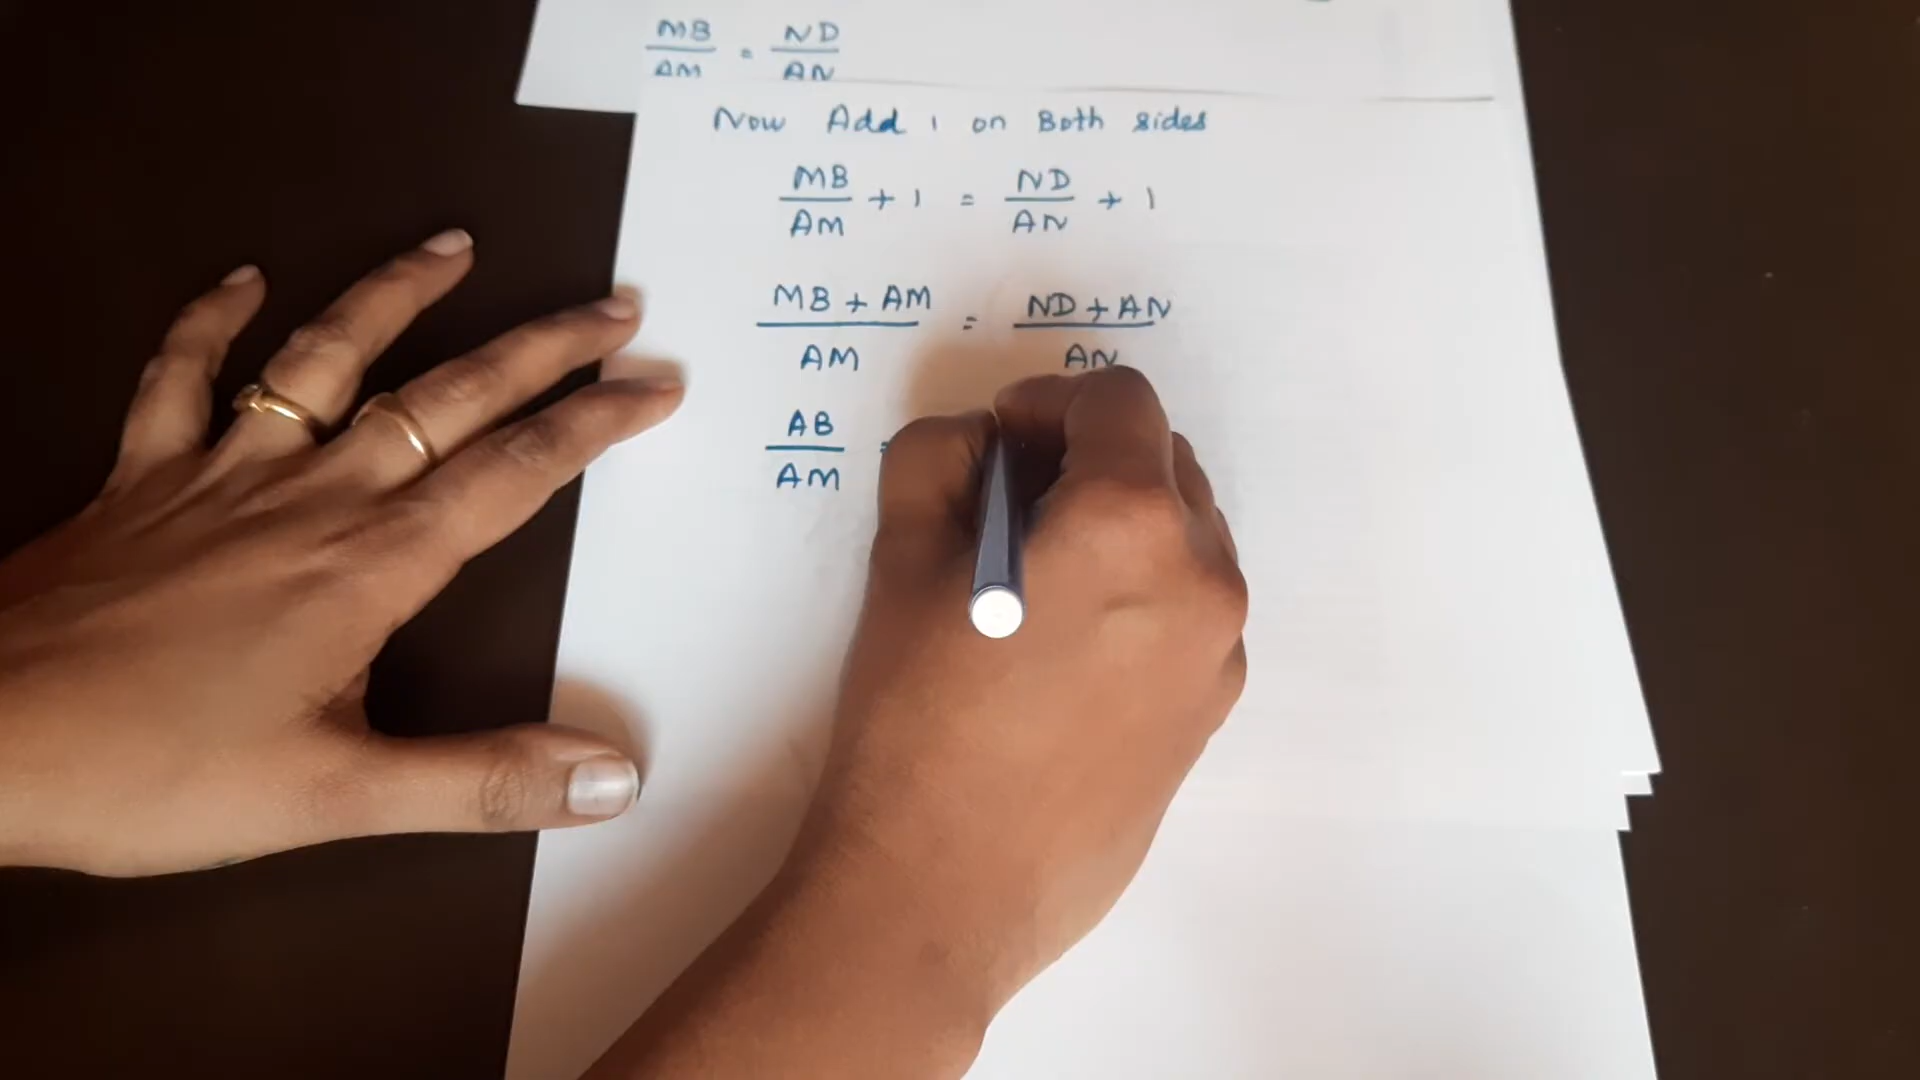 MB/AM = ND/AN
Now Add 1 on Both sides
MB/AM + 1 = ND/AN + 1
MB + AM/AM = ND + AN/AN
AB/AM =